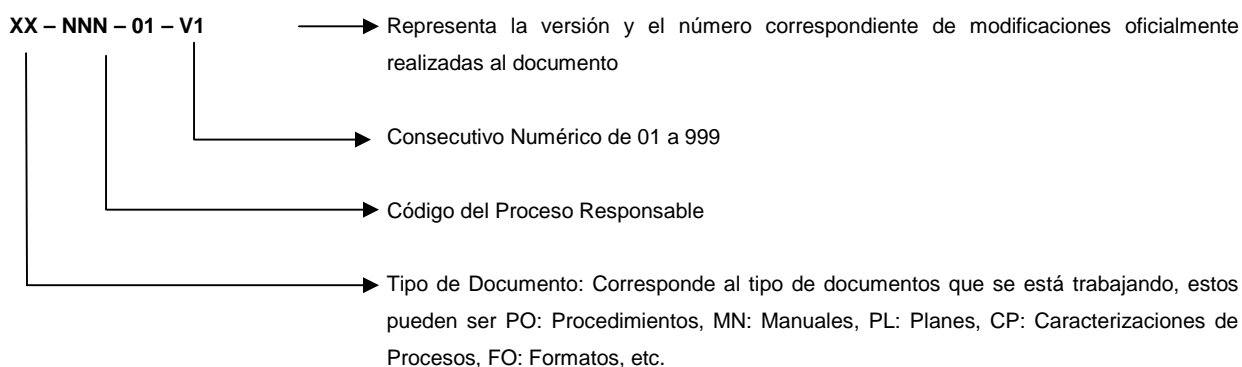 XX – NNN – 01 – V1
Representa la versión y el número correspondiente de modificaciones oficialmente
realizadas al documento
Consecutivo Numérico de 01 a 999
Código del Proceso Responsable
Tipo de Documento: Corresponde al tipo de documentos que se está trabajando, estos
pueden ser PO: Procedimientos, MN: Manuales, PL: Planes, CP: Caracterizaciones de
Procesos, FO: Formatos, etc.